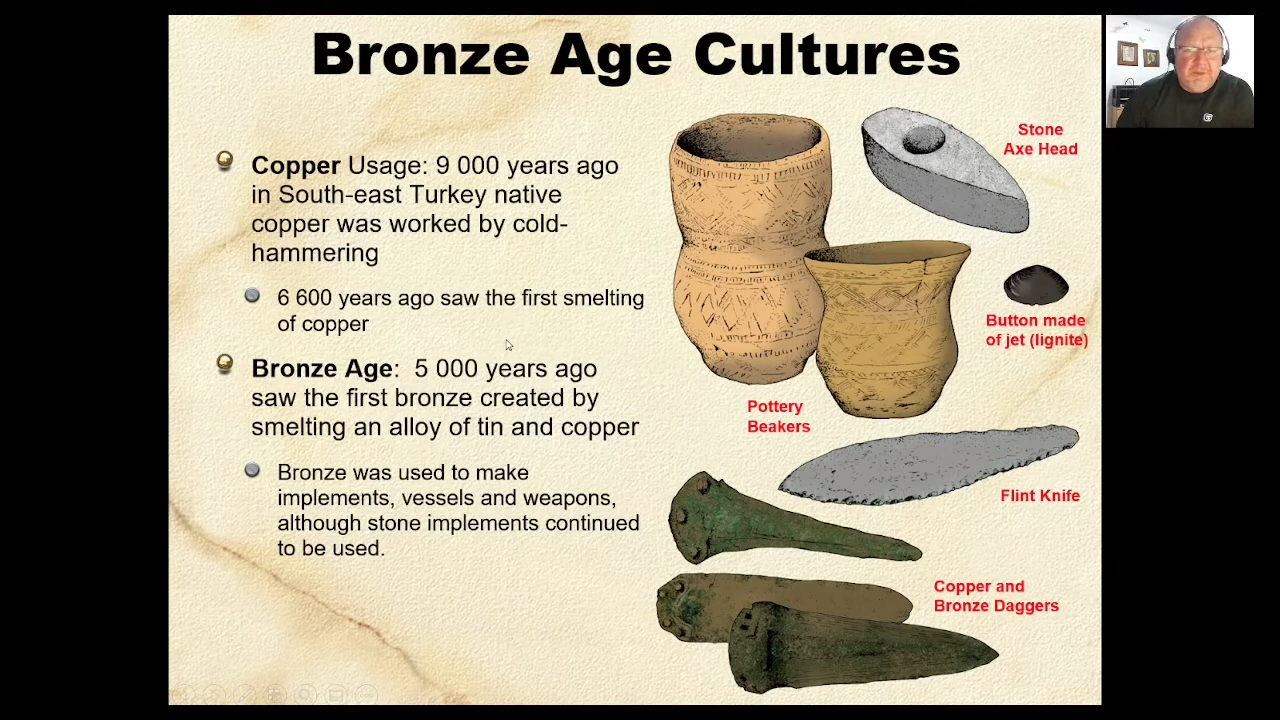 Bronze Age Cultures
Copper Usage: 9 000 years ago
in South-east Turkey native
copper was worked by cold-
hammering
6 600 years ago saw the first smelting
of copper
Bronze Age:  5 000 years ago
saw the first bronze created by
smelting an alloy of tin and copper
Bronze was used to make
implements, vessels and weapons,
although stone implements continued
to be used.
Stone
Axe Head
Button made
of jet (lignite)
Pottery
Beakers
Flint Knife
Copper and
Bronze Daggers